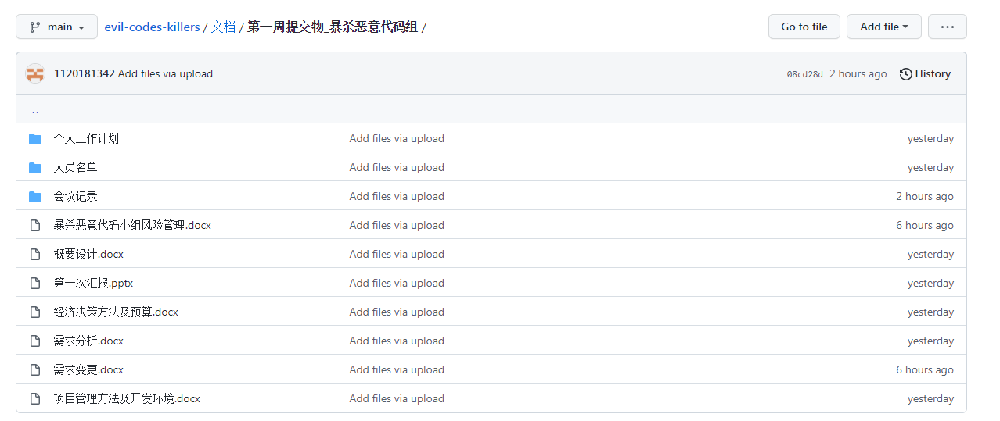 main evil-codes-killers / 文档 / 第一周提交物_暴杀恶意代码组 / Go to file Add file ...
1120181342 Add files via upload 08cd28d 2 hours ago History
..
个人工作计划 Add files via upload yesterday
人员名单 Add files via upload yesterday
会议记录 Add files via upload 2 hours ago
暴杀恶意代码小组风险管理.docx Add files via upload 6 hours ago
概要设计.docx Add files via upload yesterday
第一次汇报.pptx Add files via upload yesterday
经济决策方法及预算.docx Add files via upload yesterday
需求分析.docx Add files via upload yesterday
需求变更.docx Add files via upload 6 hours ago
项目管理方法及开发环境.docx Add files via upload yesterday